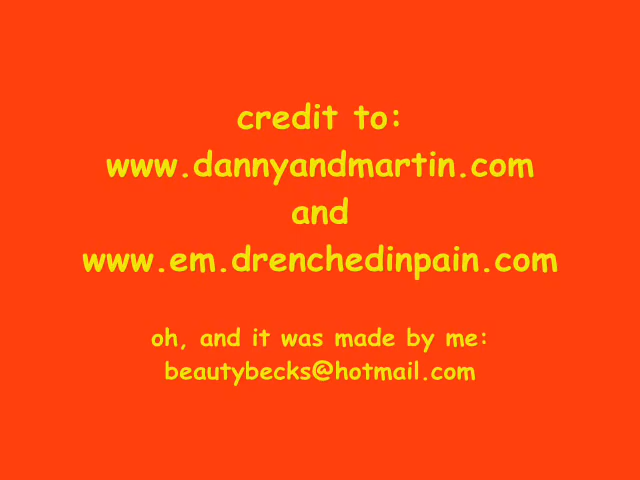 credit to:
www.dannyandmartin.com
and
www.em.drenchedinpain.com
oh, and it was made by me:
beautybecks@hotmail.com